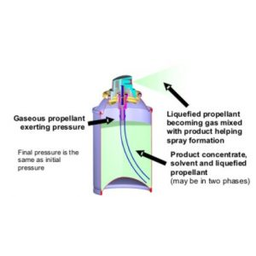 Gaseous propellant
exerting pressure
Final pressure is the
same as initial
pressure
Liquefied propellant
becoming gas mixed
with product helping
spray formation
Product concentrate,
solvent and liquefied
propellant
(may be in two phases)